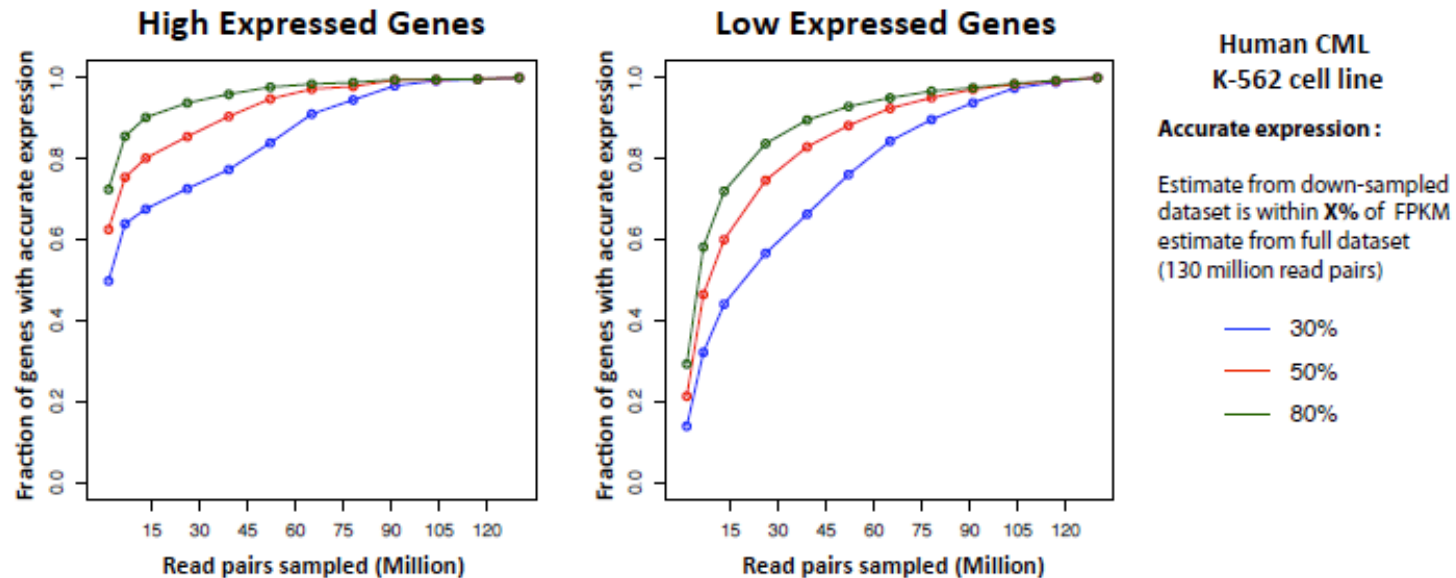 High Expressed Genes
Fraction of genes with accurate expression
1.0
0.8
0.6
0.4
0.2
0.0
15 30 45 60 75 90 105 120
Read pairs sampled (Million)
Low Expressed Genes
Fraction of genes with accurate expression
1.0
0.8
0.6
0.4
0.2
0.0
15 30 45 60 75 90 105 120
Read pairs sampled (Million)
Human CML
K-562 cell line
Accurate expression :
Estimate from down-sampled
dataset is within X% of FPKM
estimate from full dataset
(130 million read pairs)
30%
50%
80%